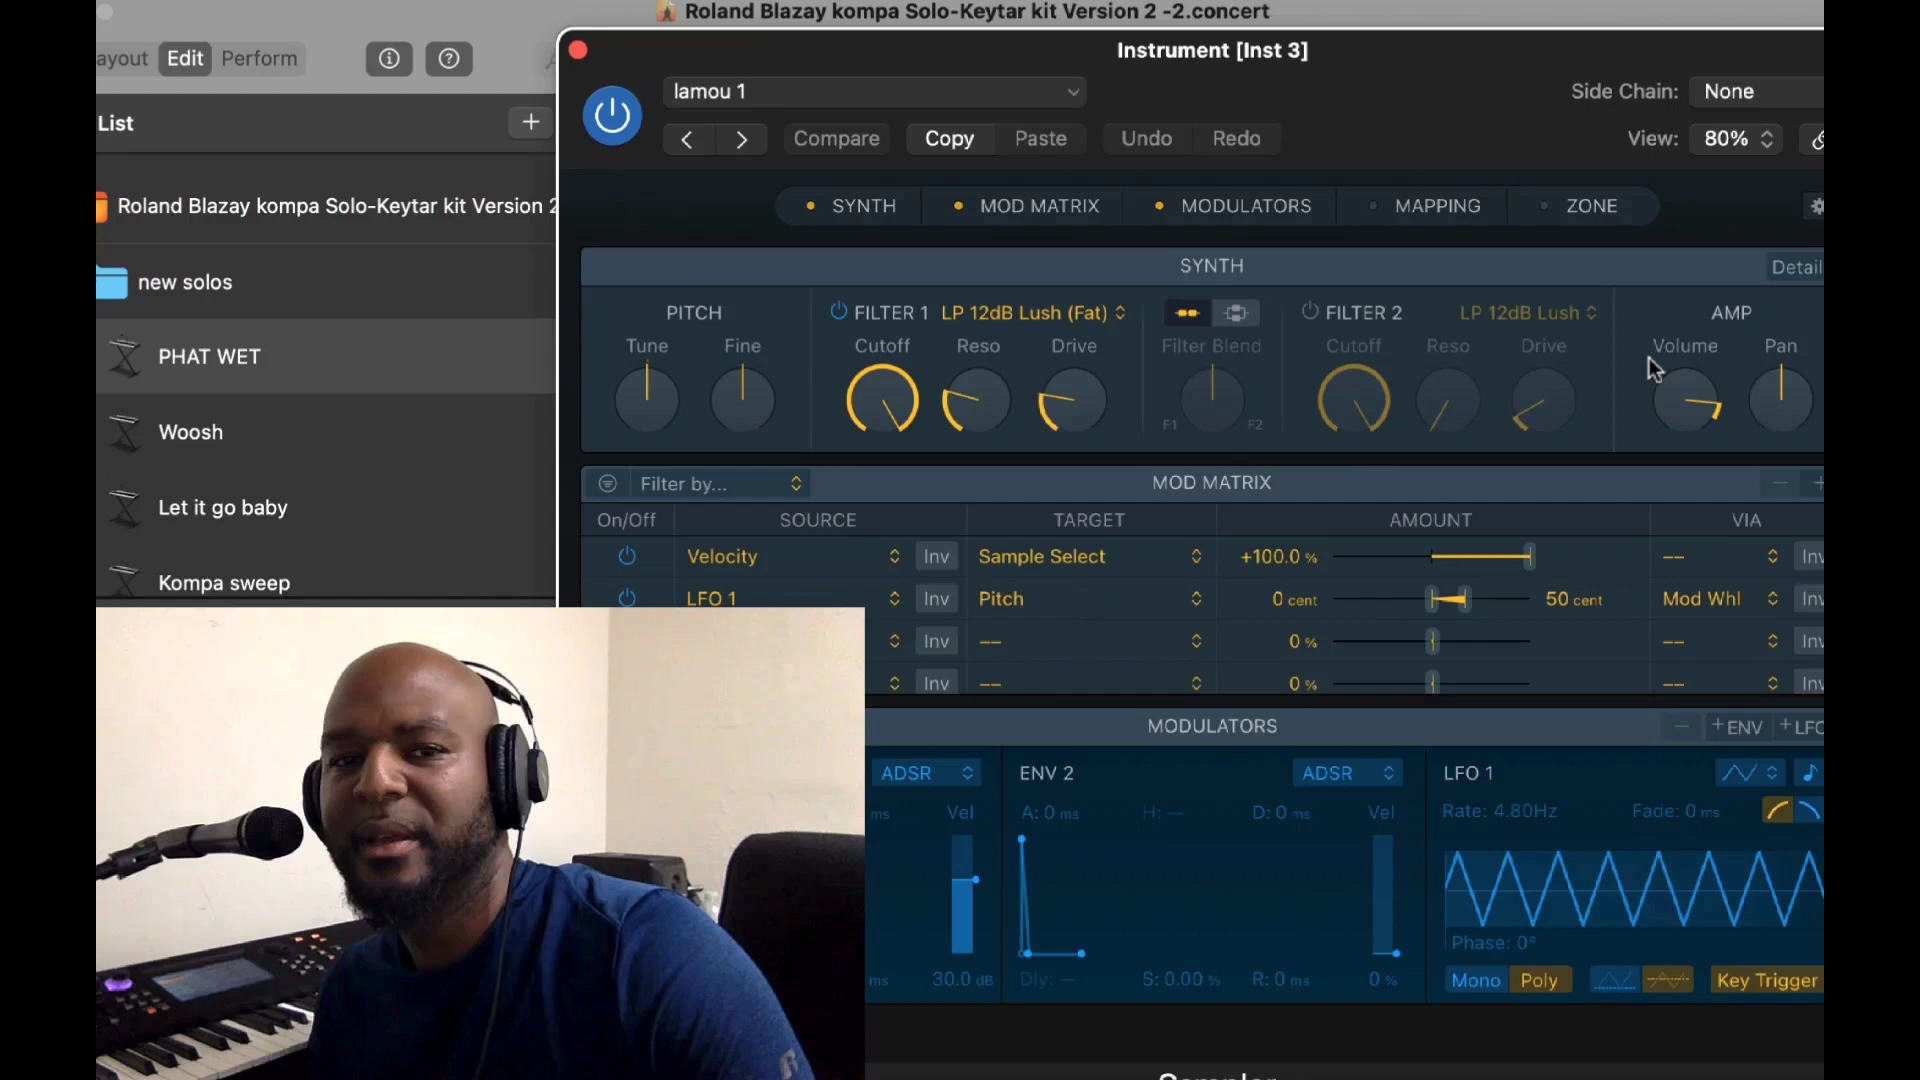 Roland Blazay kompa Solo-Keytar kit Version 2 -2.concert
ayout Edit Perform
Instrument [Inst 3]
lamou 1
Side Chain: None
Compare Copy Paste Undo Redo
View: 80%
List
SYNTH MOD MATRIX MODULATORS MAPPING ZONE
Roland Blazay kompa Solo-Keytar kit Version 2
new solos
PHAT WET
Woosh
Let it go baby
Kompa sweep
SYNTH
Detail
PITCH
FILTER 1 LP 12dB Lush (Fat)
FILTER 2 LP 12dB Lush
AMP
Tune Fine Cutoff Reso Drive Filter Blend Cutoff Reso Drive Volume Pan
F1 F2
Filter by...
MOD MATRIX
On/Off SOURCE TARGET AMOUNT VIA
Velocity Inv Sample Select +100.0 % -- Inv
LFO 1 Inv Pitch 0 cent 50 cent Mod Whl Inv
Inv -- 0 % -- Inv
Inv -- 0 % -- Inv
MODULATORS
+ ENV + LFO
ADSR ENV 2 ADSR LFO 1
ms Vel A: 0 ms H: — D: 0 ms Vel Rate: 4.80Hz Fade: 0 ms
Phase: 0°
ms 30.0 dB Dly: — S: 0.00 % R: 0 ms 0 % Mono Poly Key Trigger